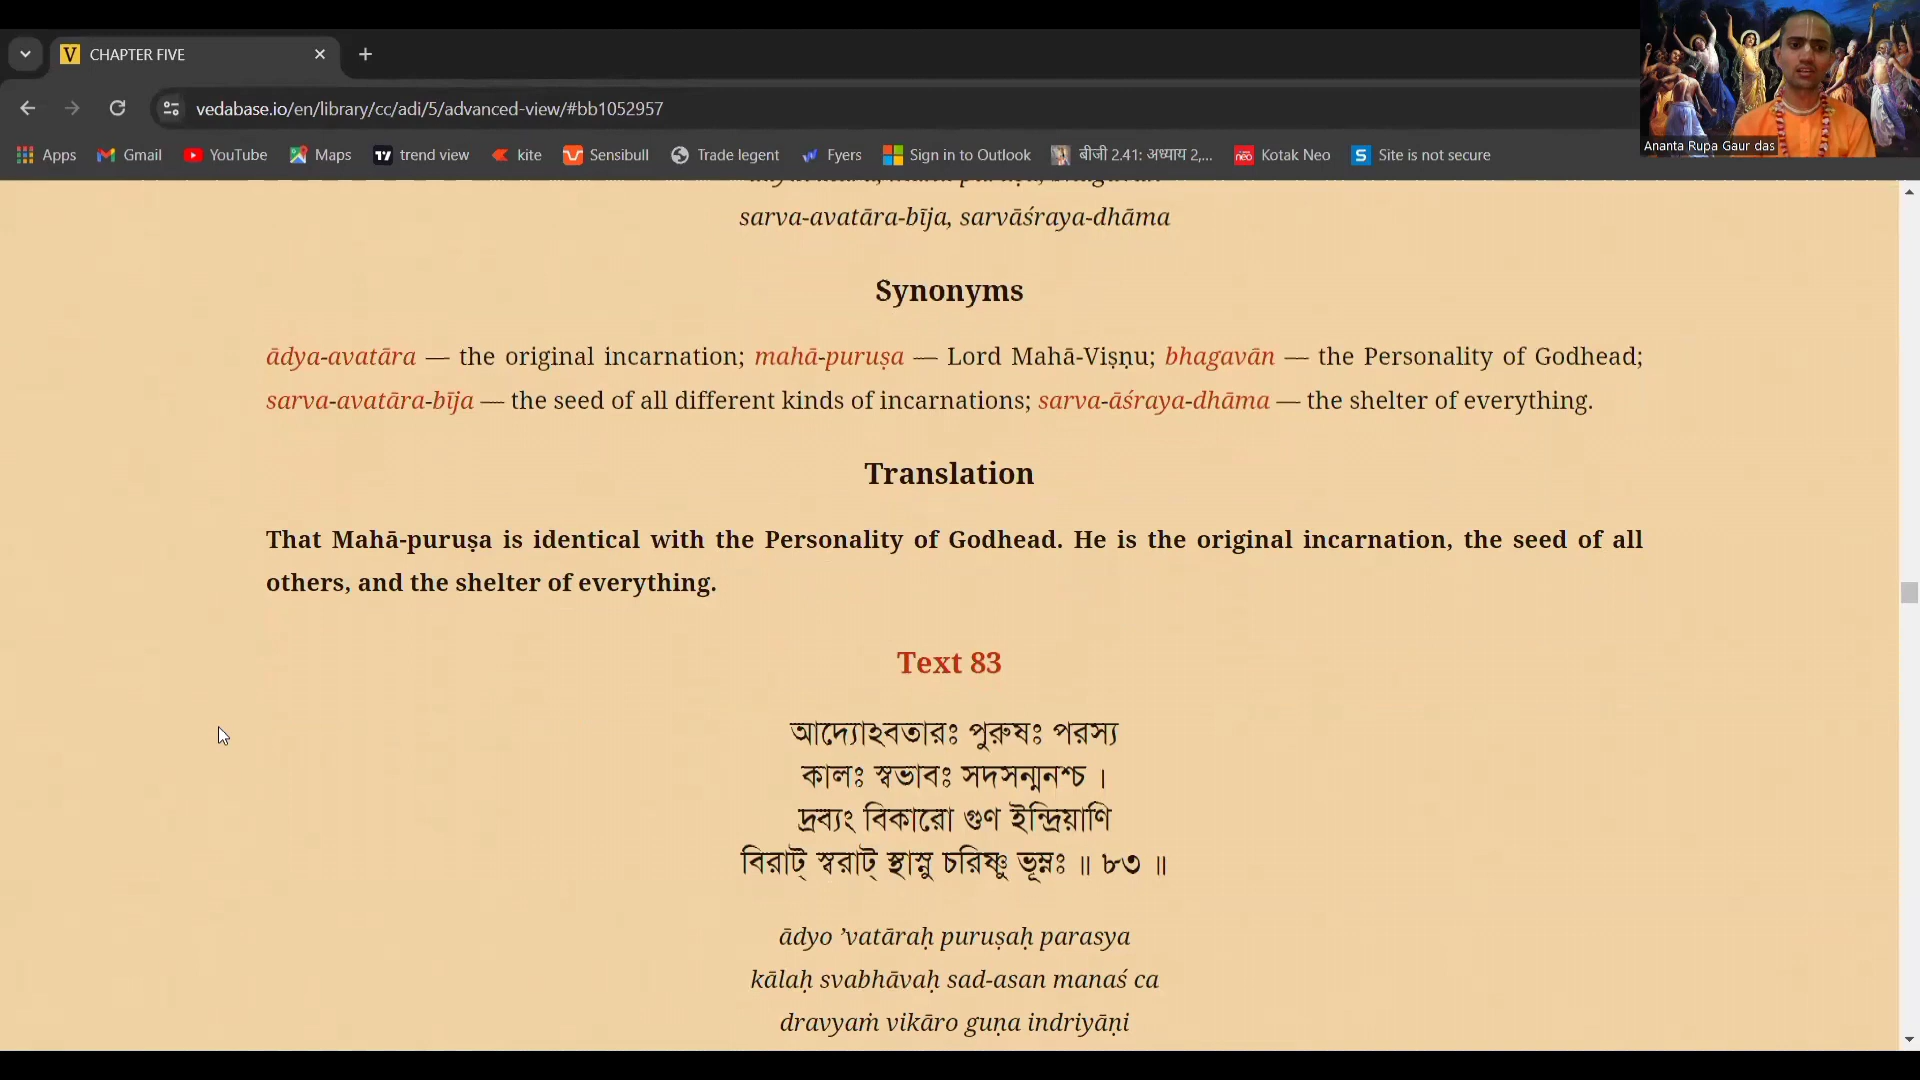 CHAPTER FIVE
vedabase.io/en/library/cc/adi/5/advanced-view/#bb1052957
Apps Gmail YouTube Maps trend view kite Sensibull Trade legent Fyers Sign in to Outlook बीजी 2.41: अध्याय 2,... Kotak Neo Site is not secure
Ananta Rupa Gaur das
sarva-avatāra-bīja, sarvāśraya-dhāma
Synonyms
ādya-avatāra — the original incarnation; mahā-puruṣa — Lord Mahā-Viṣṇu; bhagavān — the Personality of Godhead;
sarva-avatāra-bīja — the seed of all different kinds of incarnations; sarva-āśraya-dhāma — the shelter of everything.
Translation
That Mahā-puruṣa is identical with the Personality of Godhead. He is the original incarnation, the seed of all
others, and the shelter of everything.
Text 83
আদ্যোঽবতারঃ পুরুষঃ পরস্য
কালঃ স্বভাবঃ সদসন্মনশ্চ ।
দ্রব্যং বিকারো গুণ ইন্দ্রিয়াণি
বিরাট্ স্বরাট্ স্থাস্নু চরিষ্ণু ভূম্নঃ ॥ ৮৩ ॥
ādyo ’vatāraḥ puruṣaḥ parasya
kālaḥ svabhāvaḥ sad-asan manaś ca
dravyaṁ vikāro guṇa indriyāṇi